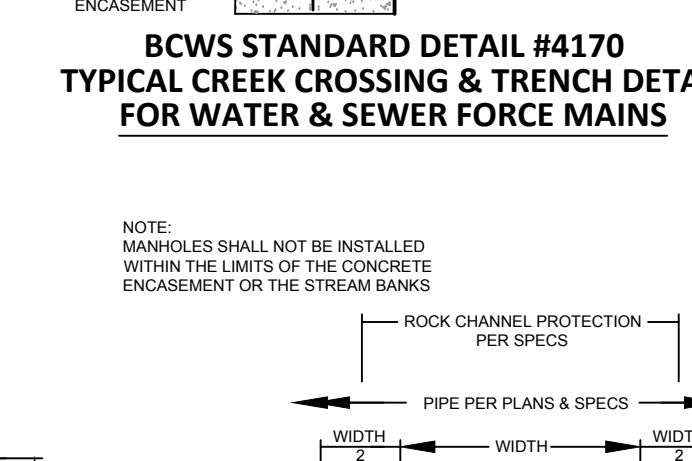 ENCASEMENT
BCWS STANDARD DETAIL #4170
TYPICAL CREEK CROSSING & TRENCH
FOR WATER & SEWER FORCE MAINS
NOTE:
MANHOLES SHALL NOT BE INSTALLED
WITHIN THE LIMITS OF THE CONCRETE
ENCASEMENT OR THE STREAM BANKS
ROCK CHANNEL PROTECTION
PER SPECS
PIPE PER PLANS & SPECS
WIDTH
2
WIDTH
2